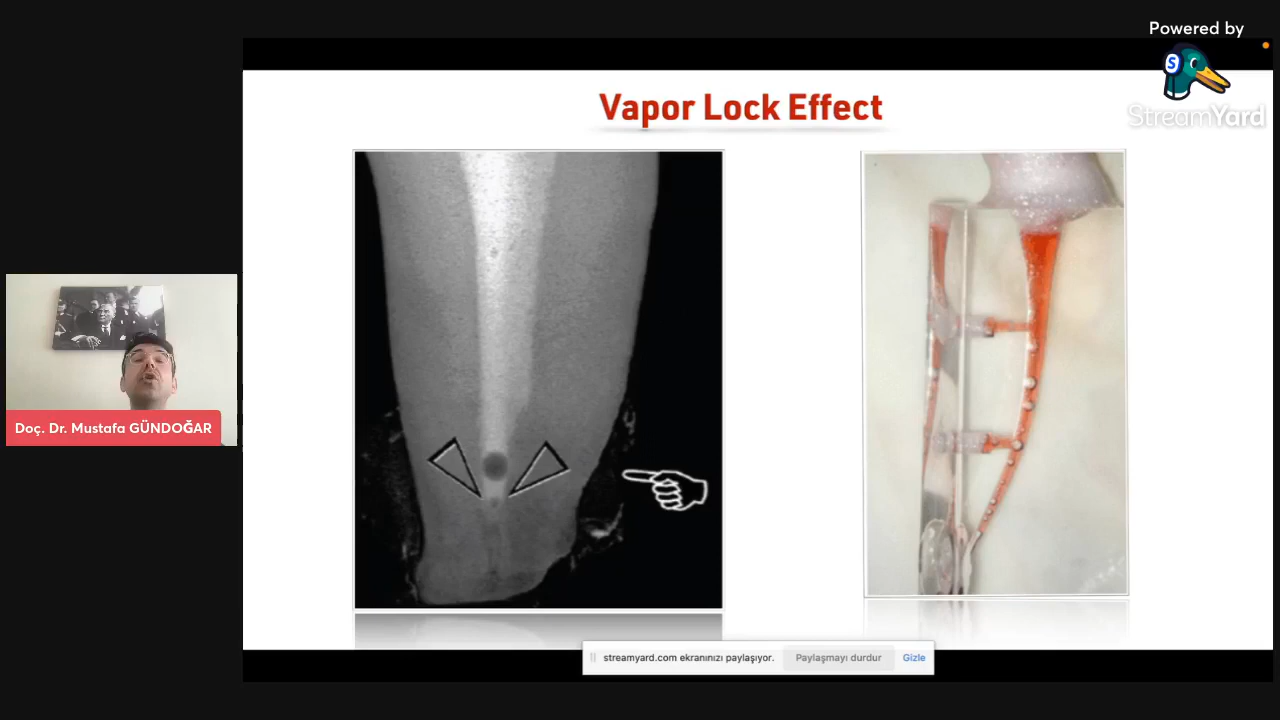 Powered by
StreamYard
Vapor Lock Effect
Doç. Dr. Mustafa GÜNDOĞAR
streamyard.com ekranınızı paylaşıyor.
Paylaşmayı durdur
Gizle